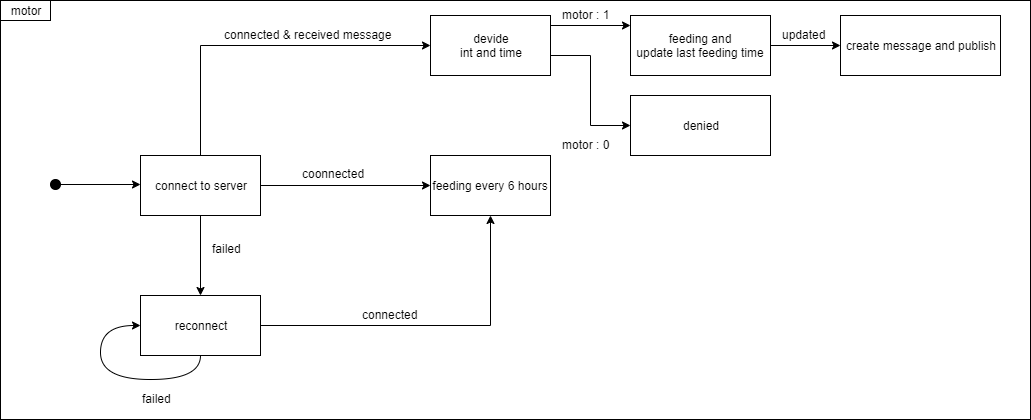 motor
connected & received message
devide
int and time
motor : 1
feeding and
update last feeding time
updated
create message and publish
denied
motor : 0
connect to server
coonnected
feeding every 6 hours
failed
reconnect
connected
failed